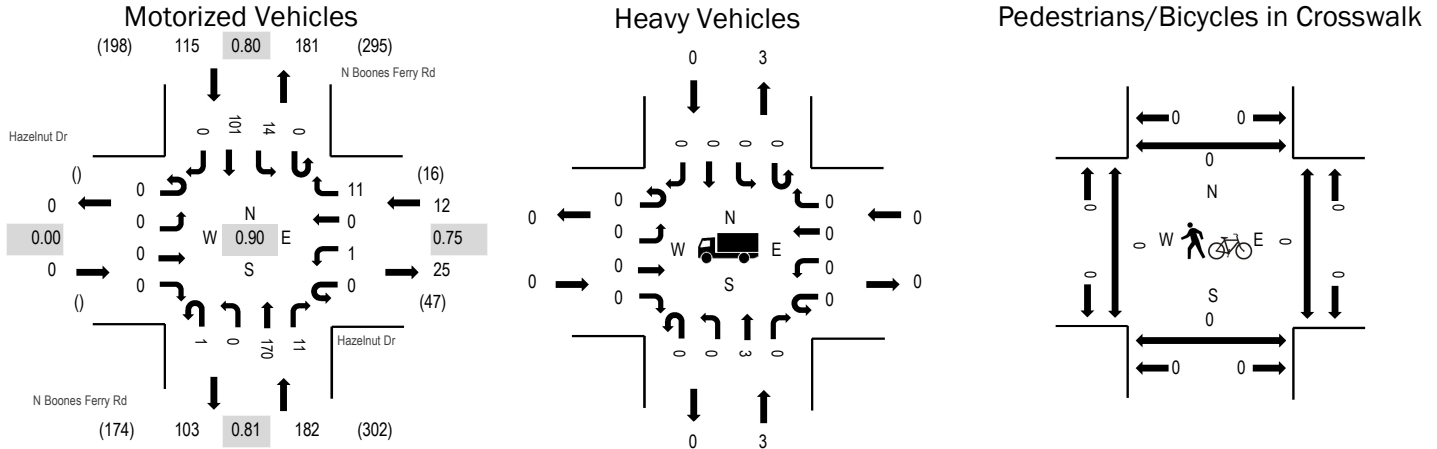 Motorized Vehicles
(198) 115 0.80 181 (295)
N Boones Ferry Rd
Hazelnut Dr
0 101 14 0
() 0 11 (16)
0 0 0 12
0.00 W N 0.90 E S 0.75
0 0 1 25
() 0 0 (47)
1 0 170 11
Hazelnut Dr
N Boones Ferry Rd
(174) 103 0.81 182 (302)
Heavy Vehicles
0 3
0 0 0 0
0 0
0 0 0 0 0
N
W E
S
0 0 0 0
0 0 0 0
0 0 3 0
0 3
Pedestrians/Bicycles in Crosswalk
0 0
0
N
0 0
0 W E 0
0 0
S
0
0 0